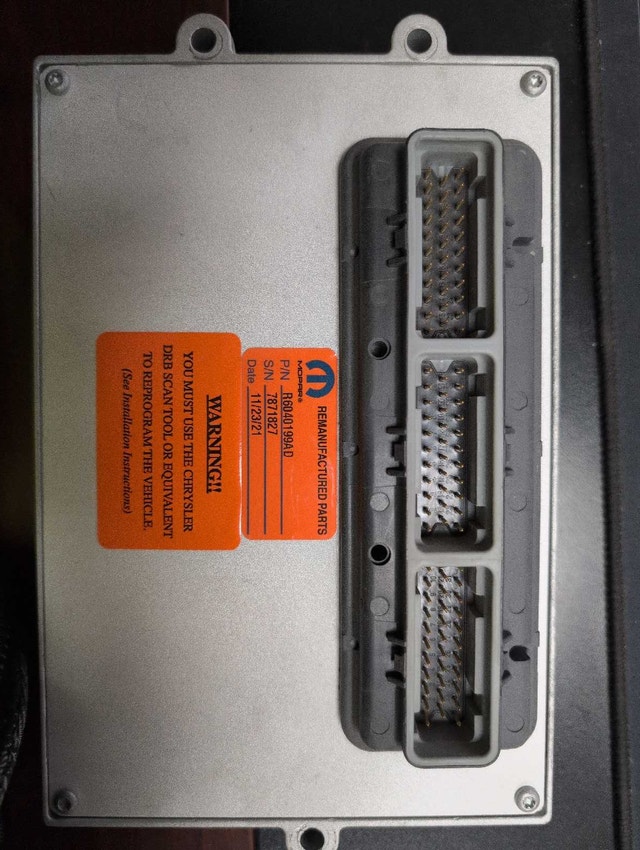 REMANUFACTURED PARTS
MOPAR®
P/N R6040199AD
S/N 7871827
Date 11/23/21
WARNING!!
YOU MUST USE THE CHRYSLER
DRB SCAN TOOL OR EQUIVALENT
TO REPROGRAM THE VEHICLE.
(See Installation Instructions)